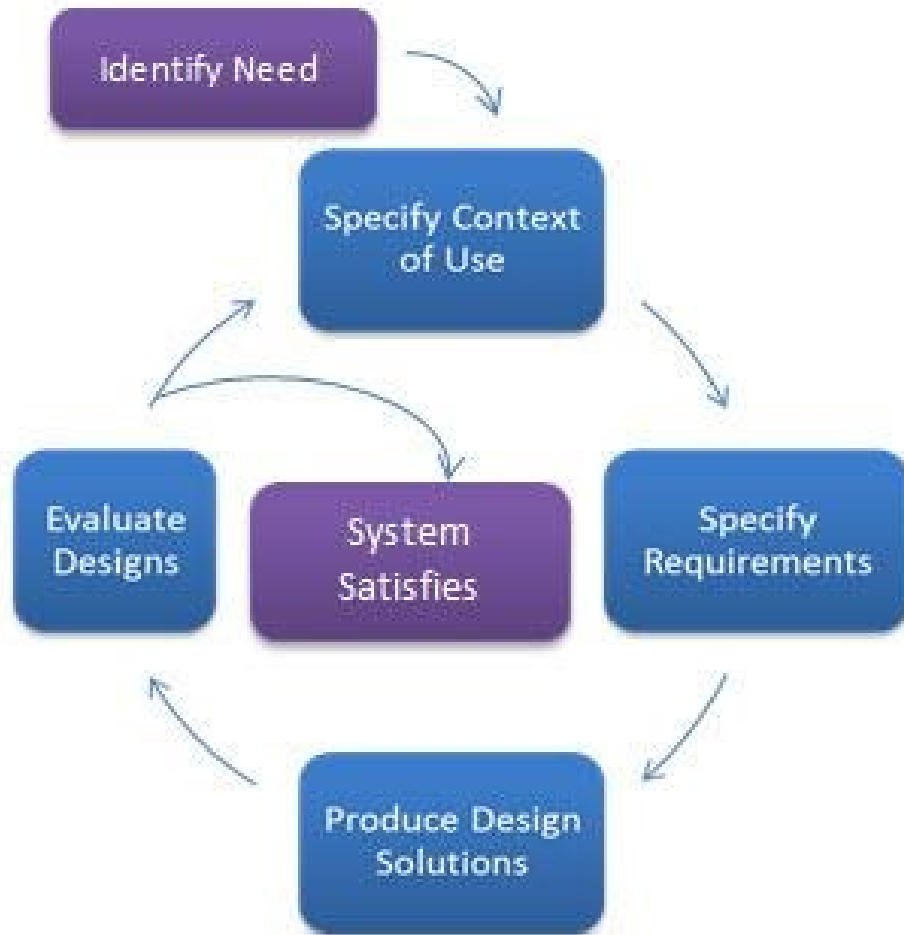 Identify Need
Specify Context
of Use
Specify
Requirements
Produce Design
Solutions
Evaluate
Designs
System
Satisfies